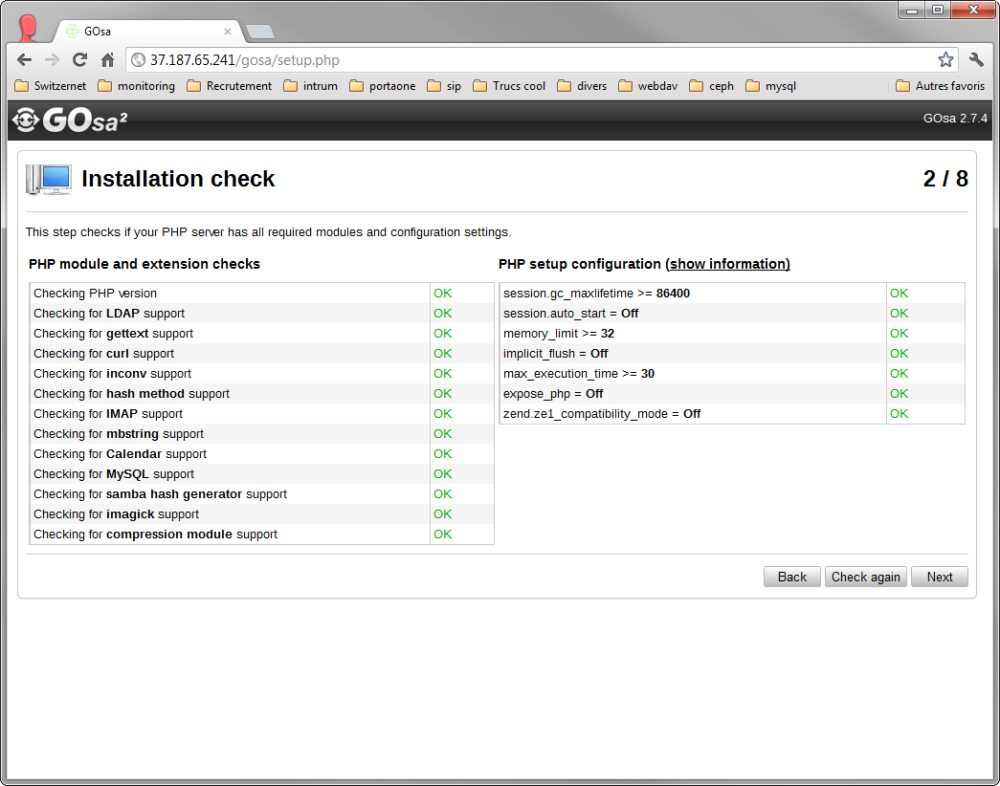 GOsa
37.187.65.241/gosa/setup.php
Switzernet monitoring Recrutement intrum portaone sip Trucs cool divers webdav ceph mysql Autres favoris
GOsa² GOsa 2.7.4
Installation check 2 / 8
This step checks if your PHP server has all required modules and configuration settings.
PHP module and extension checks
Checking PHP version OK
Checking for LDAP support OK
Checking for gettext support OK
Checking for curl support OK
Checking for inconv support OK
Checking for hash method support OK
Checking for IMAP support OK
Checking for mbstring support OK
Checking for Calendar support OK
Checking for MySQL support OK
Checking for samba hash generator support OK
Checking for imagick support OK
Checking for compression module support OK
PHP setup configuration (show information)
session.gc_maxlifetime >= 86400 OK
session.auto_start = Off OK
memory_limit >= 32 OK
implicit_flush = Off OK
max_execution_time >= 30 OK
expose_php = Off OK
zend.ze1_compatibility_mode = Off OK
Back Check again Next